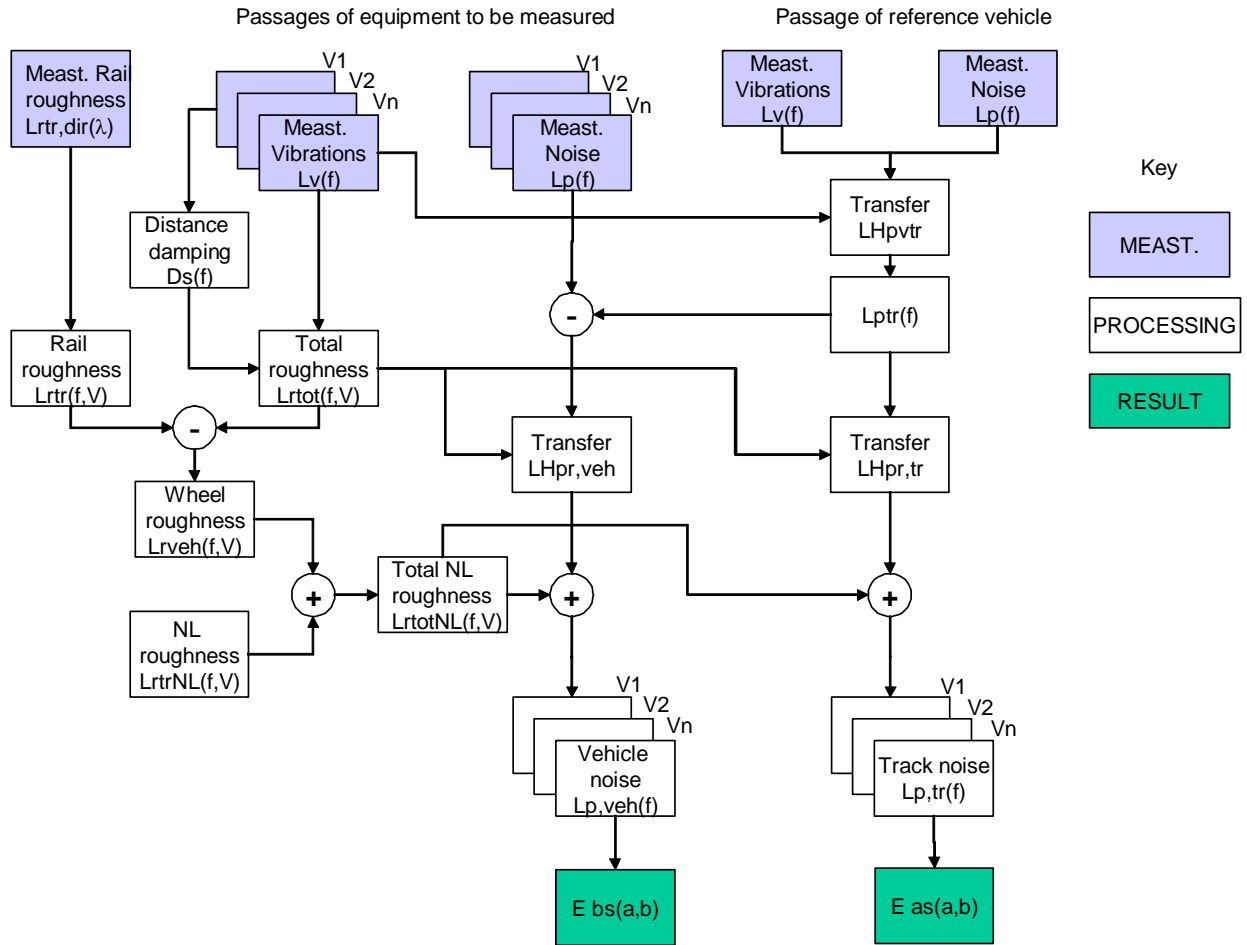 Passages of equipment to be measured
Passage of reference vehicle
Meast. Rail
roughness
Lrtr,dir(λ)
V1
V2
Vn
Meast.
Vibrations
Lv(f)
V1
V2
Vn
Meast.
Noise
Lp(f)
Meast.
Vibrations
Lv(f)
Meast.
Noise
Lp(f)
Key
MEAST.
PROCESSING
RESULT
Distance
damping
Ds(f)
Transfer
LHpvtr
-
Lptr(f)
Rail
roughness
Lrtr(f,V)
Total
roughness
Lrtot(f,V)
-
Transfer
LHpr,veh
Transfer
LHpr,tr
Wheel
roughness
Lrveh(f,V)
+
Total NL
roughness
LrtotNL(f,V)
+
+
NL
roughness
LrtrNL(f,V)
V1
V2
Vn
Vehicle
noise
Lp,veh(f)
V1
V2
Vn
Track noise
Lp,tr(f)
E bs(a,b)
E as(a,b)